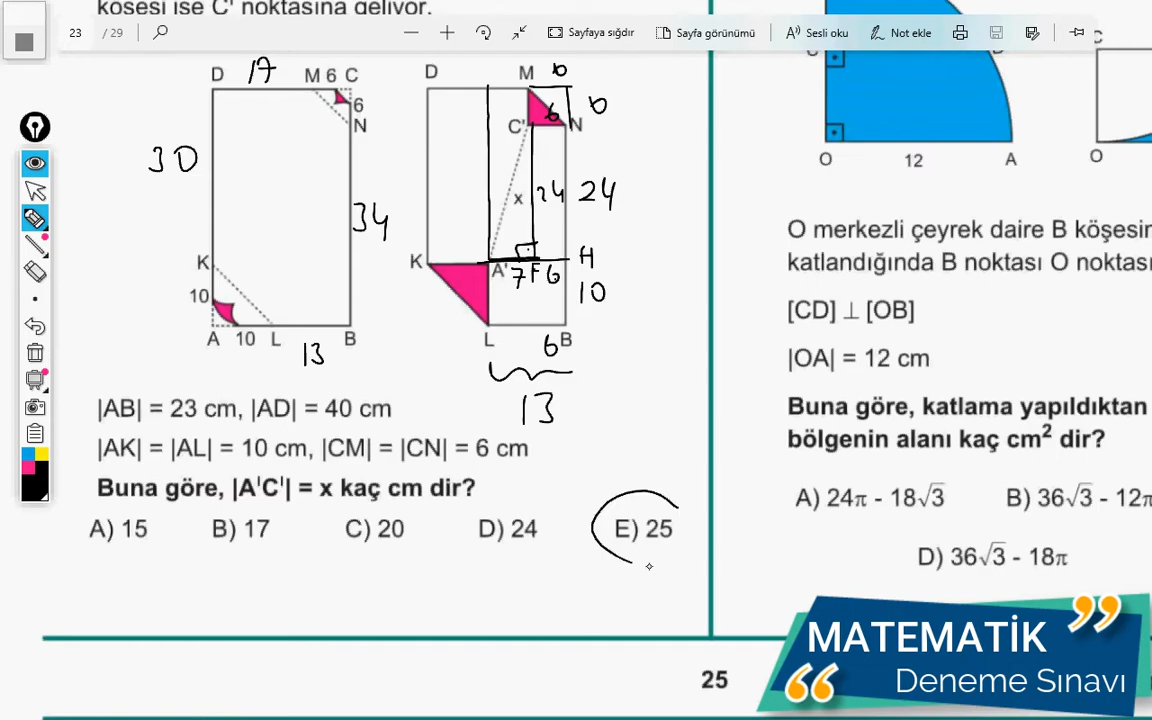 köşesi ise C' noktasına geliyor.
23 / 29
Sayfaya sığdır
Sayfa görünümü
Sesli oku
Not ekle
D 17 M 6 C
6
N
30
34
K
10
A 10 L B
13
D M 6
6
C' 6 N
x 24 24
K A' H
7 F 6 10
L 6 B
13
|AB| = 23 cm, |AD| = 40 cm
|AK| = |AL| = 10 cm, |CM| = |CN| = 6 cm
Buna göre, |A'C'| = x kaç cm dir?
A) 15 B) 17 C) 20 D) 24 E) 25
O 12 A
C
O
O merkezli çeyrek daire B köşesin
katlandığında B noktası O noktası
[CD] ⊥ [OB]
|OA| = 12 cm
Buna göre, katlama yapıldıktan
bölgenin alanı kaç cm² dir?
A) 24π - 18√3 B) 36√3 - 12π
D) 36√3 - 18π
25
MATEMATİK
Deneme Sınavı